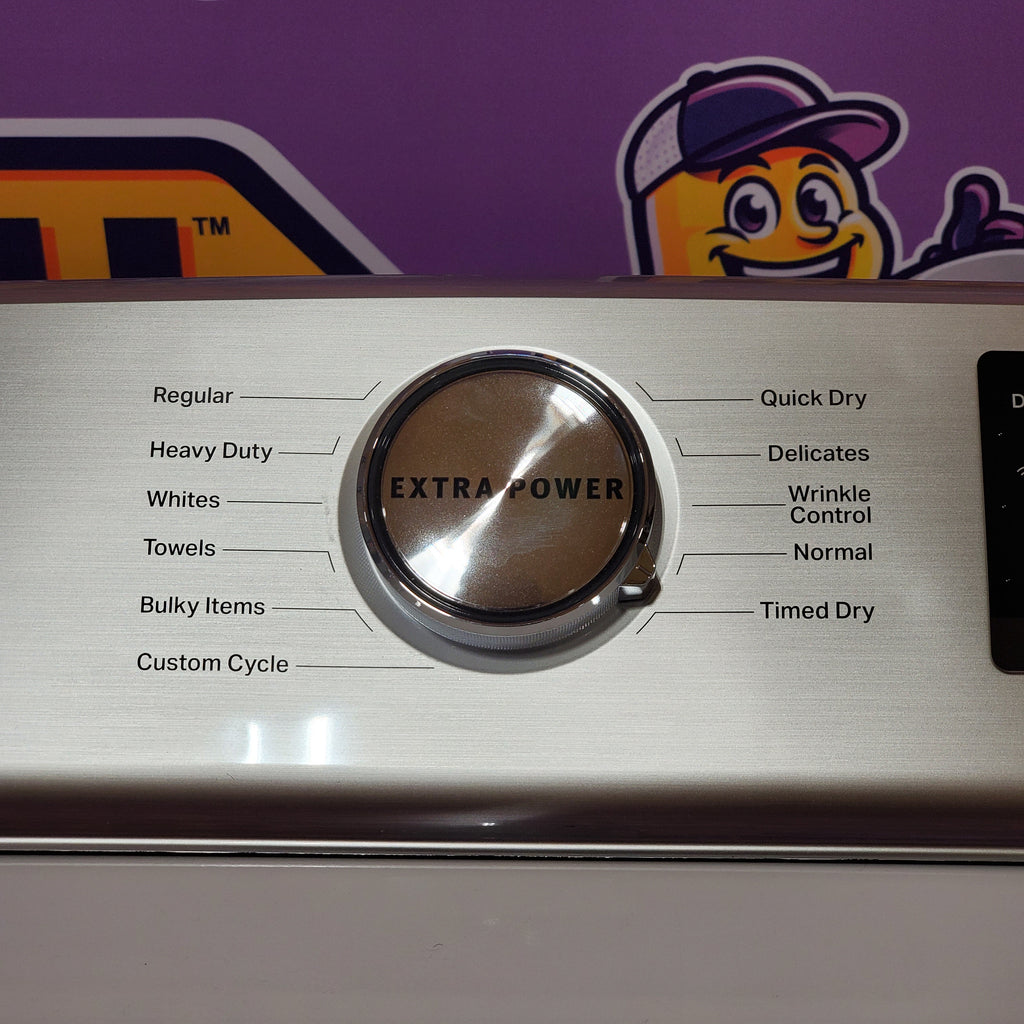 TM
Regular
Heavy Duty
Whites
Towels
Bulky Items
Custom Cycle
EXTRA POWER
Quick Dry
Delicates
Wrinkle
Control
Normal
Timed Dry
D